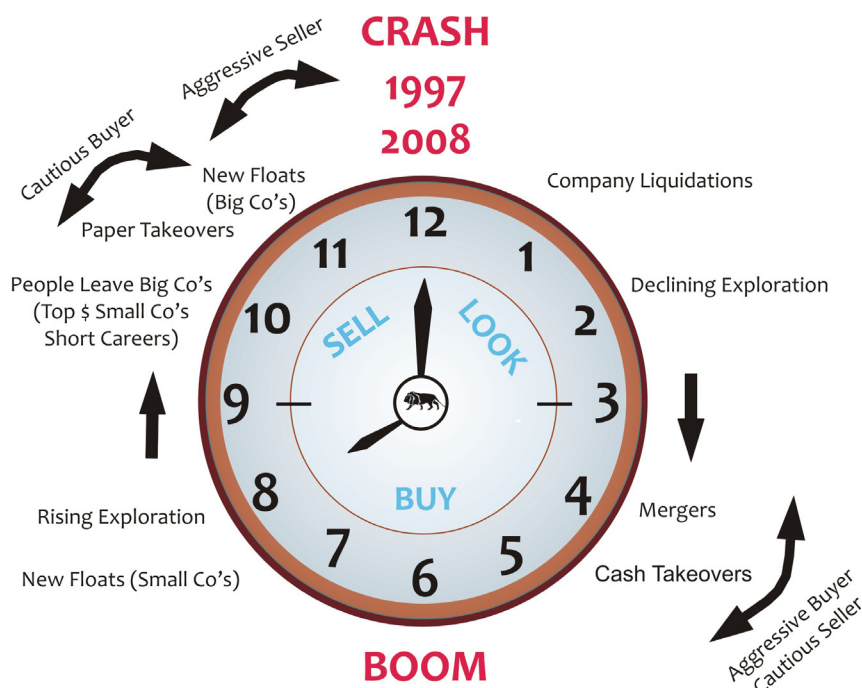 CRASH
1997
2008
Aggressive Seller
Cautious Buyer
New Floats
(Big Co's)
Paper Takeovers
People Leave Big Co's
(Top $ Small Co's
Short Careers)
Rising Exploration
New Floats (Small Co's)
Company Liquidations
Declining Exploration
Mergers
Cash Takeovers
Aggressive Buyer
Cautious Seller
12
1
2
3
4
5
6
7
8
9
10
11
SELL
LOOK
BUY
BOOM